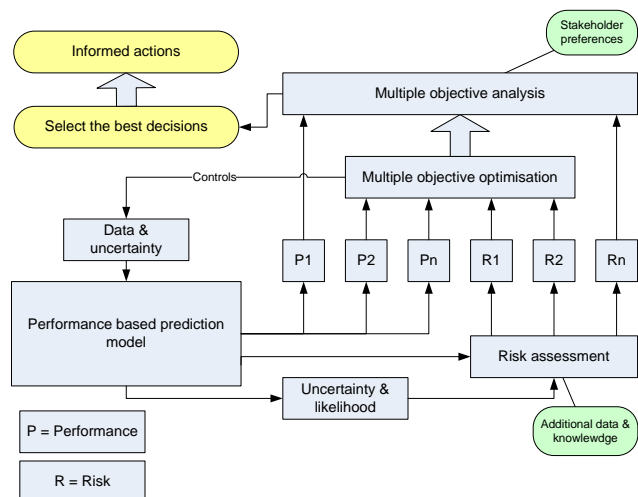 Stakeholder
preferences
Informed actions
Multiple objective analysis
Select the best decisions
Controls
Multiple objective optimisation
Data &
uncertainty
P1
P2
Pn
R1
R2
Rn
Performance based prediction
model
Risk assessment
Uncertainty &
likelihood
Additional data &
knowlewdge
P = Performance
R = Risk